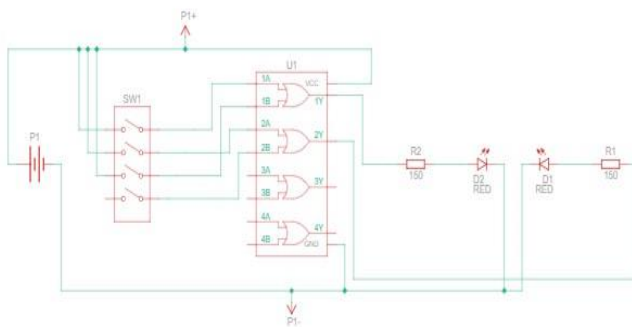 P1+
U1
1A
VCC
1B
1Y
SW1
2A
2Y
2B
P1
R2
150
D2
RED
D1
RED
R1
150
3A
3Y
3B
4A
4Y
4B
GND
P1-